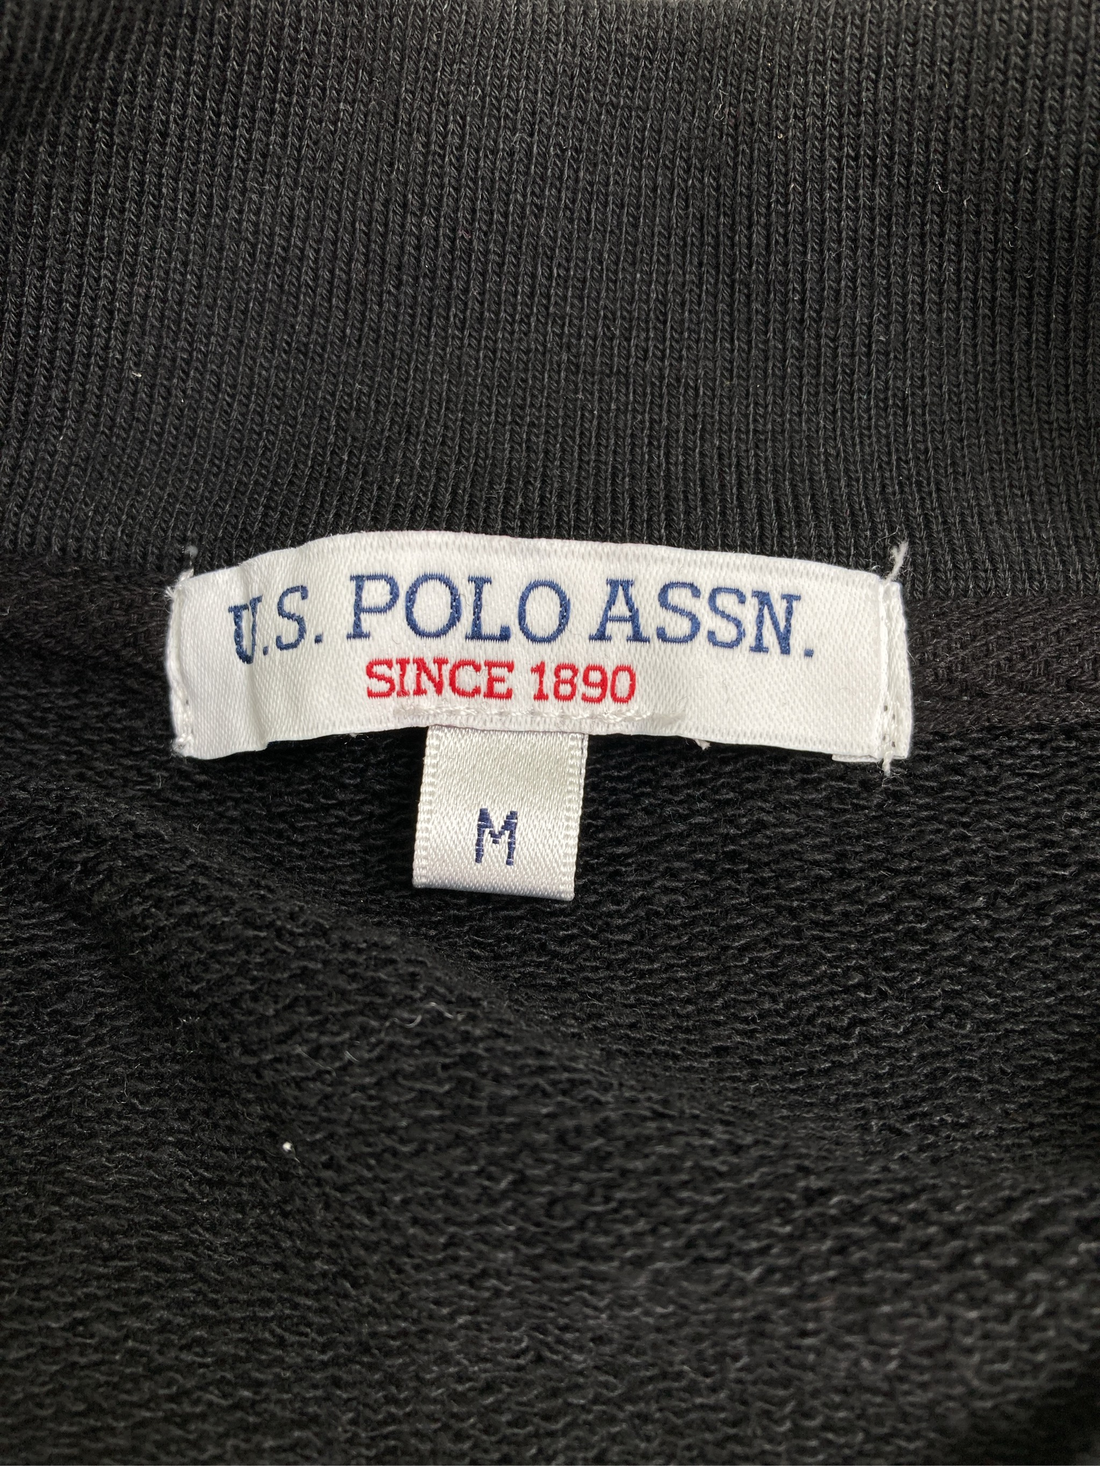 U.S. POLO ASSN.
SINCE 1890
M